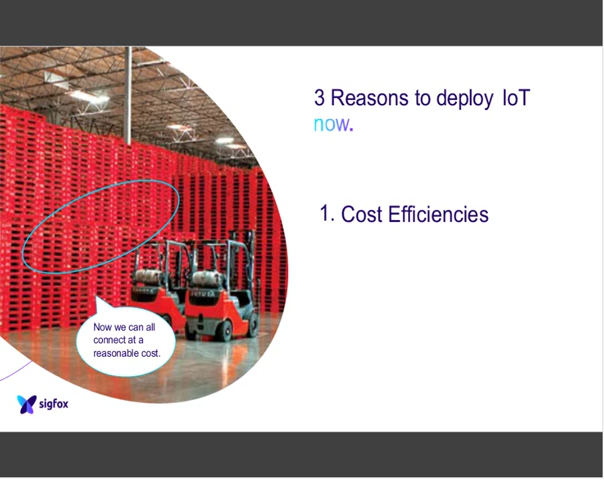 3 Reasons to deploy IoT
now.
1. Cost Efficiencies
Now we can all
connect at a
reasonable cost.
sigfox